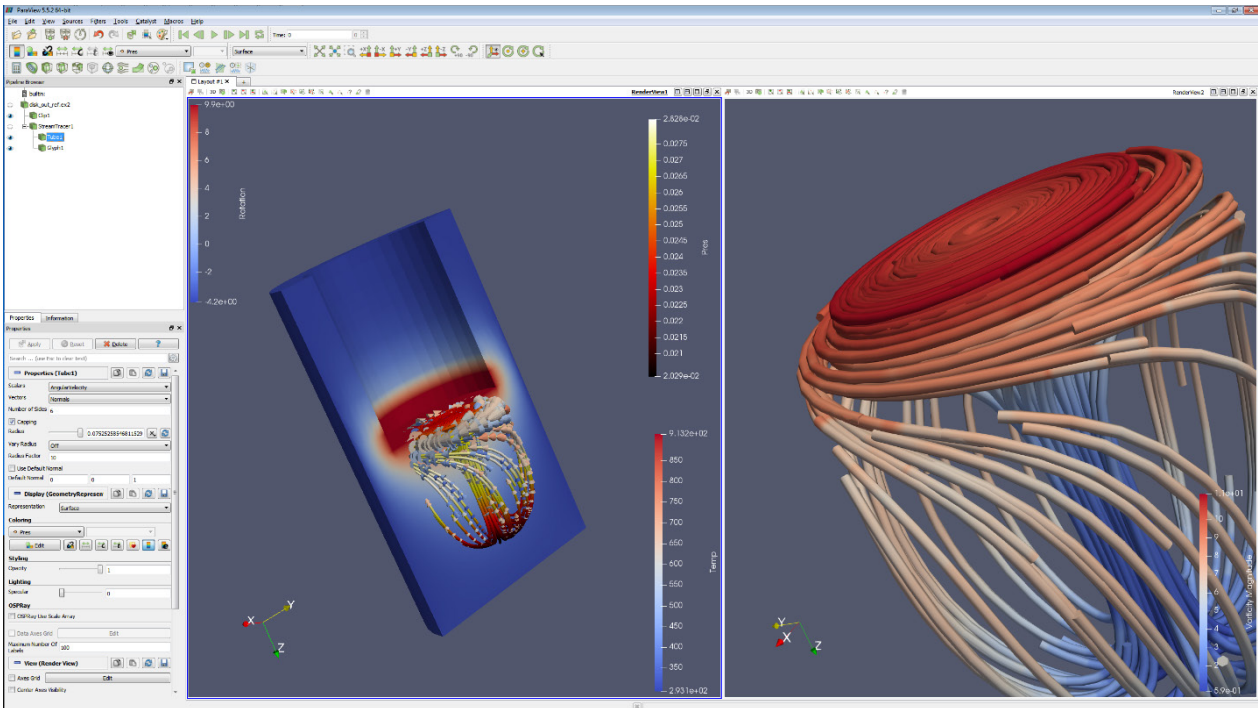 ParaView 5.5.2 64-bit
File Edit View Sources Filters Tools Catalyst Macros Help
Time: 0
Pres
Surface
Pipeline Browser
builtin:
disk_out_ref.ex2
Clip1
StreamTracer1
Tube1
Glyph1
Properties Information
Properties
Apply Reset Delete ?
Search ... (use Esc to clear text)
Properties (Tube1)
Scalars AngularVelocity
Vectors Normals
Number of Sides 6
Capping
Radius
Vary Radius Off
Radius Factor 10
Use Default Normal
Default Normal 0 0 1
Display (GeometryRepresen
Representation Surface
Coloring
Pres
Edit
Styling
Opacity 1
Lighting
Specular 0
OSPRay
OSPRay Use Scale Array
Data Axes Grid Edit
Maximum Number Of
Labels 100
View (Render View)
Axes Grid Edit
Center Axes Visibility
Layout #1
RenderView1
9.9e+00
8
6
4
2
0
-2
-4.2e+00
Rotation
2.828e-02
0.0275
0.027
0.0265
0.026
0.0255
0.025
0.0245
0.024
0.0235
0.023
0.0225
0.022
0.0215
0.021
2.029e-02
Pres
9.132e+02
850
800
750
700
650
600
550
500
450
400
350
2.931e+02
Temp
X Y Z
RenderView2
1.1e+01
10
9
8
7
6
5
4
3
2
5.9e-01
Vorticity Magnitude
Y X Z